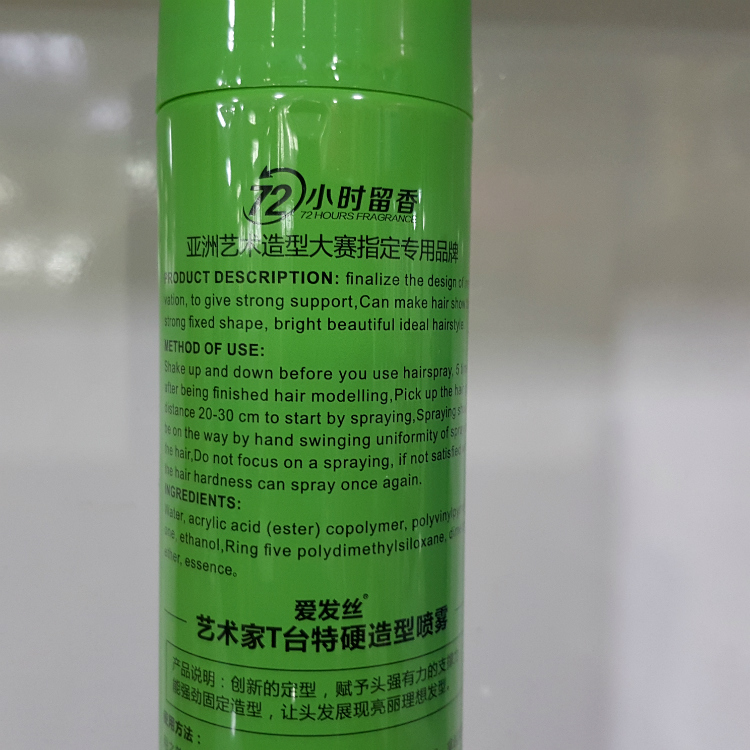 72小时留香
72 HOURS FRAGRANCE
亚洲艺术造型大赛指定专用品牌
PRODUCT DESCRIPTION: finalize the design of
vation, to give strong support,Can make hair show
strong fixed shape, bright beautiful ideal hairstyle
METHOD OF USE:
Shake up and down before you use hairspray, 5
after being finished hair modelling,Pick up the hair
distance 20-30 cm to start by spraying,Spraying
be on the way by hand swinging uniformity of spray
the hair,Do not focus on a spraying, if not satisfied
the hair hardness can spray once again.
INGREDIENTS:
Water, acrylic acid (ester) copolymer,
one, ethanol,Ring five polydimethylsiloxane,
ether, essence。
爱发丝®
艺术家T台特硬造型喷雾
产品说明：创新的定型，赋予头强有力的支撑
能强劲固定造型，让头发展现亮丽理想发型。
使用方法：